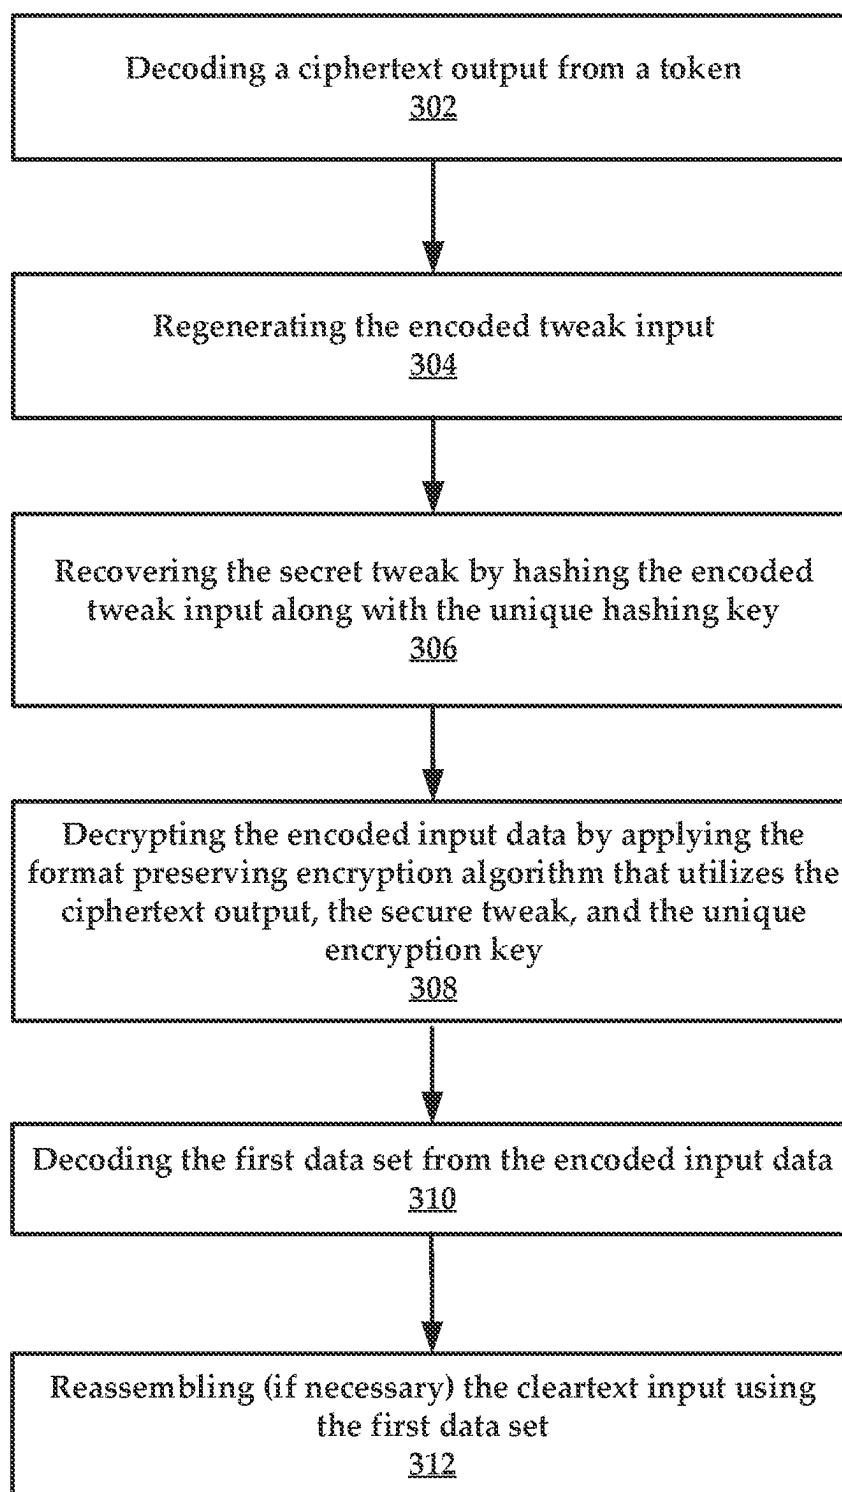 Decoding a ciphertext output from a token
302
Regenerating the encoded tweak input
304
Recovering the secret tweak by hashing the encoded
tweak input along with the unique hashing key
306
Decrypting the encoded input data by applying the
format preserving encryption algorithm that utilizes the
ciphertext output, the secure tweak, and the unique
encryption key
308
Decoding the first data set from the encoded input data
310
Reassembling (if necessary) the cleartext input using
the first data set
312